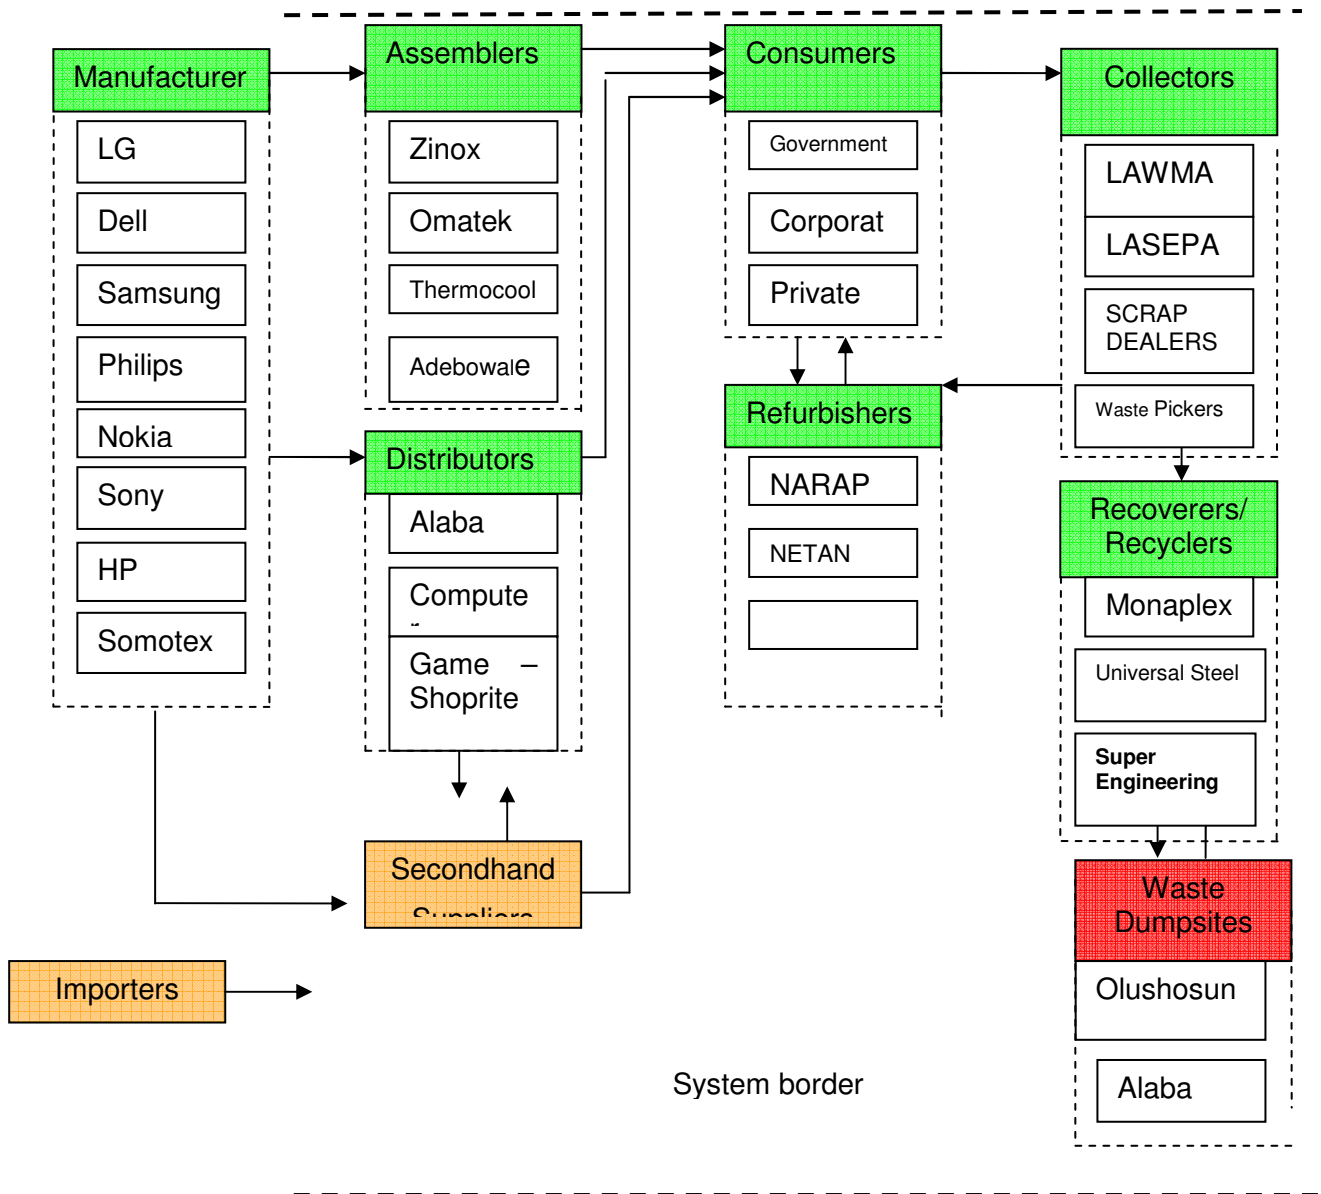 Manufacturer
LG
Dell
Samsung
Philips
Nokia
Sony
HP
Somotex
Assemblers
Zinox
Omatek
Thermocool
Adebowale
Distributors
Alaba
Compute
r
Game –
Shoprite
Secondhand
Suppliers
Importers
Consumers
Government
Corporat
Private
Refurbishers
NARAP
NETAN
Collectors
LAWMA
LASEPA
SCRAP
DEALERS
Waste Pickers
Recoverers/
Recyclers
Monaplex
Universal Steel
Super
Engineering
Waste
Dumpsites
Olushosun
Alaba
System border